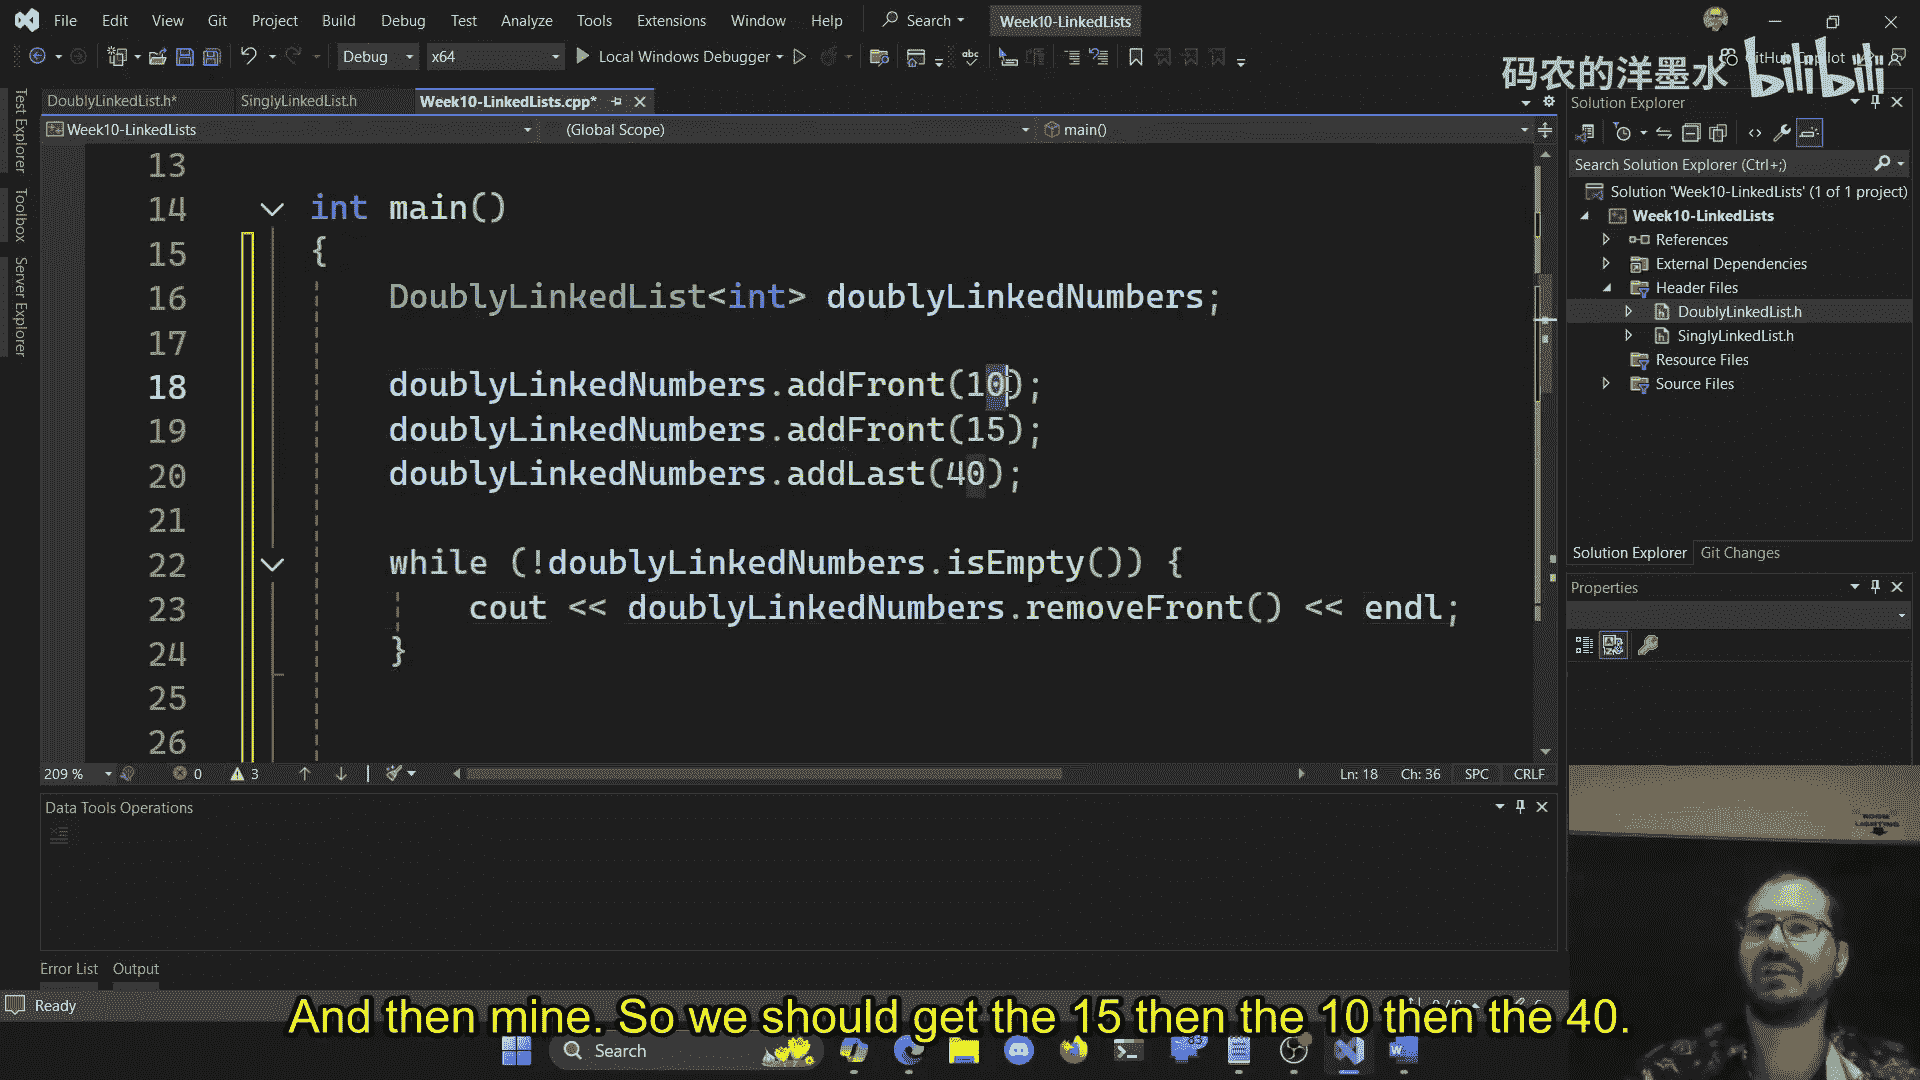 File Edit View Git Project Build Debug Test Analyze Tools Extensions Window Help Search Week10-LinkedLists
Debug x64 Local Windows Debugger
码农的洋墨水 bilibili
DoublyLinkedList.h* SinglyLinkedList.h Week10-LinkedLists.cpp*
Week10-LinkedLists (Global Scope) main()
Test Explorer
Toolbox
Server Explorer
13
14 int main()
15 {
16 DoublyLinkedList<int> doublyLinkedNumbers;
17
18 doublyLinkedNumbers.addFront(10);
19 doublyLinkedNumbers.addFront(15);
20 doublyLinkedNumbers.addLast(40);
21
22 while (!doublyLinkedNumbers.isEmpty()) {
23 cout << doublyLinkedNumbers.removeFront() << endl;
24 }
25
26
209 % 0 3 Ln: 18 Ch: 36 SPC CRLF
Data Tools Operations
Error List Output
Ready
Solution Explorer
Search Solution Explorer (Ctrl+;)
Solution 'Week10-LinkedLists' (1 of 1 project)
Week10-LinkedLists
References
External Dependencies
Header Files
DoublyLinkedList.h
SinglyLinkedList.h
Resource Files
Source Files
Solution Explorer Git Changes
Properties
And then mine. So we should get the 15 then the 10 then the 40.
Search